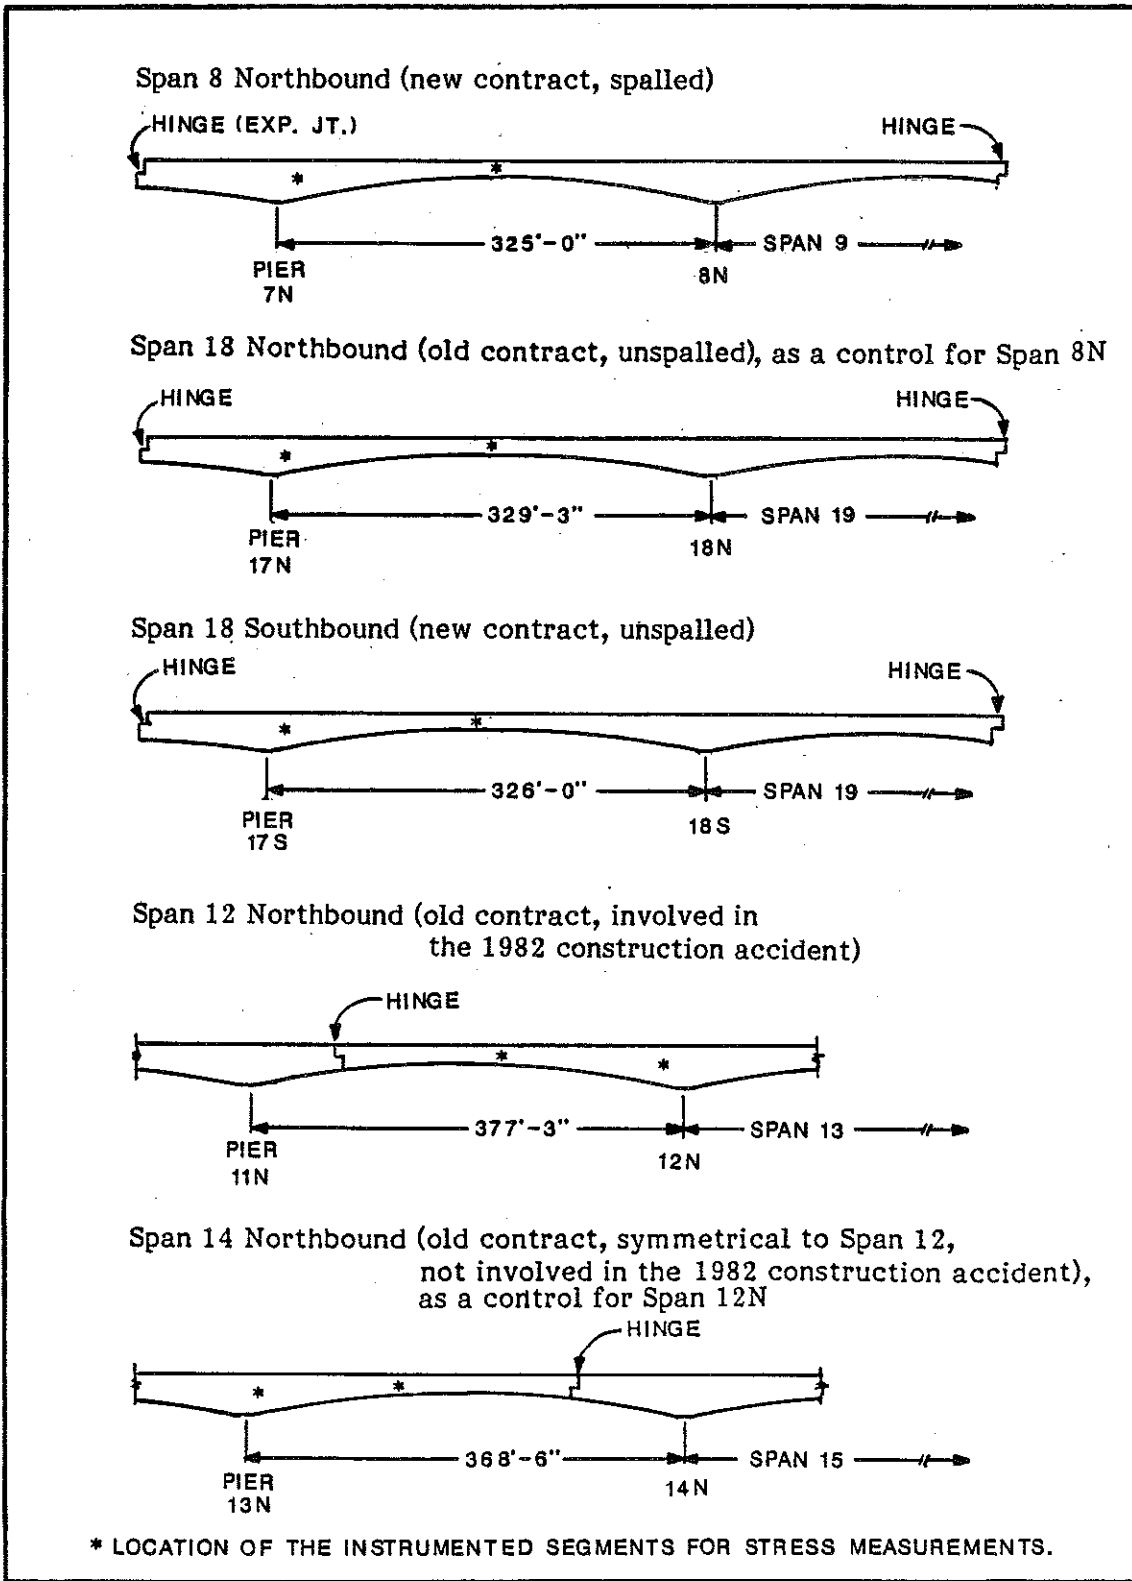 Span 8 Northbound (new contract, spalled)
HINGE (EXP. JT.)
HINGE
*
*
325'-0"
SPAN 9
PIER
7N
8N
Span 18 Northbound (old contract, unspalled), as a control for Span 8N
HINGE
HINGE
*
*
329'-3"
SPAN 19
PIER
17N
18N
Span 18 Southbound (new contract, unspalled)
HINGE
HINGE
*
*
326'-0"
SPAN 19
PIER
17S
18S
Span 12 Northbound (old contract, involved in
the 1982 construction accident)
HINGE
*
*
377'-3"
SPAN 13
PIER
11N
12N
Span 14 Northbound (old contract, symmetrical to Span 12,
not involved in the 1982 construction accident),
as a control for Span 12N
HINGE
*
*
368'-6"
SPAN 15
PIER
13N
14N
* LOCATION OF THE INSTRUMENTED SEGMENTS FOR STRESS MEASUREMENTS.